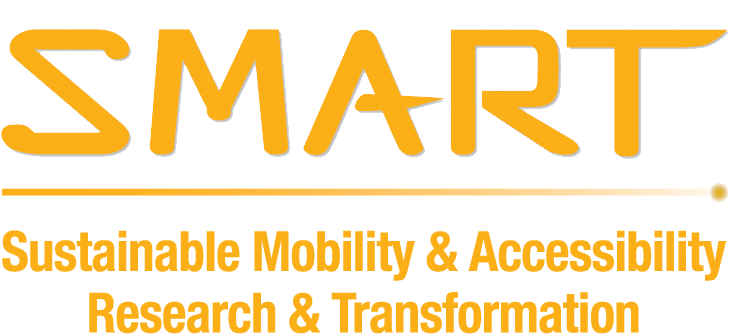 SMART
Sustainable Mobility & Accessibility
Research & Transformation